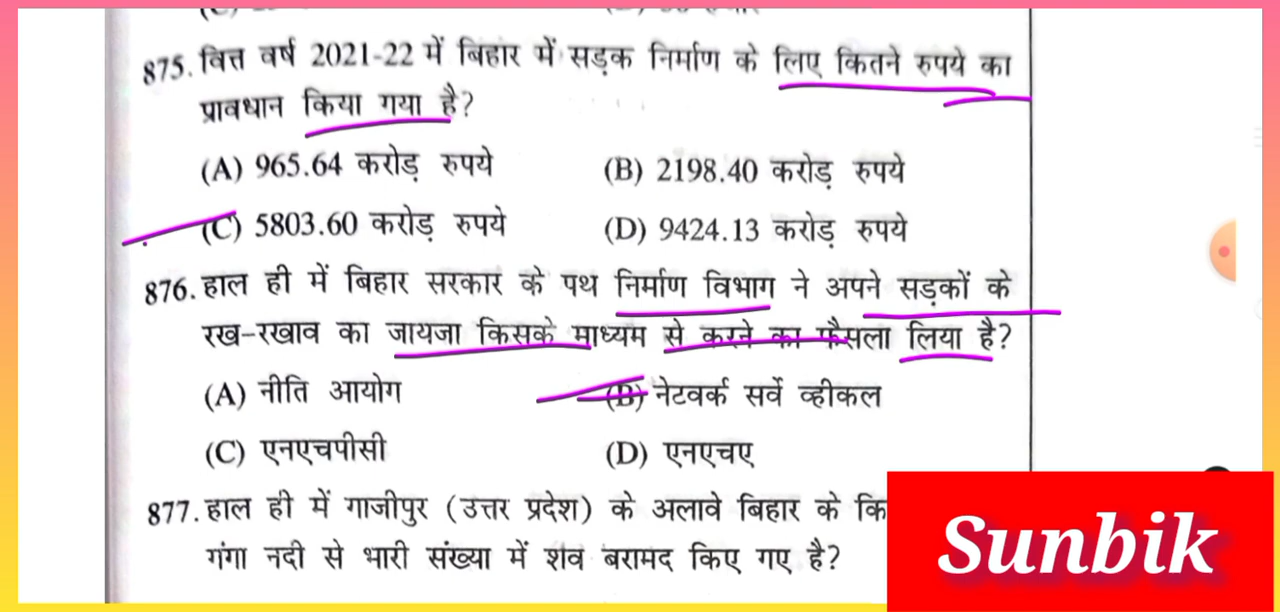 875. वित्त वर्ष 2021-22 में बिहार में सड़क निर्माण के लिए कितने रुपये का
प्रावधान किया गया है?
(A) 965.64 करोड़ रुपये (B) 2198.40 करोड़ रुपये
(C) 5803.60 करोड़ रुपये (D) 9424.13 करोड़ रुपये
876. हाल ही में बिहार सरकार के पथ निर्माण विभाग ने अपने सड़कों के
रख-रखाव का जायजा किसके माध्यम से करने का फैसला लिया है?
(A) नीति आयोग (B) नेटवर्क सर्वे व्हीकल
(C) एनएचपीसी (D) एनएचए
877. हाल ही में गाजीपुर (उत्तर प्रदेश) के अलावे बिहार के
गंगा नदी से भारी संख्या में शव बरामद किए गए है?
Sunbik